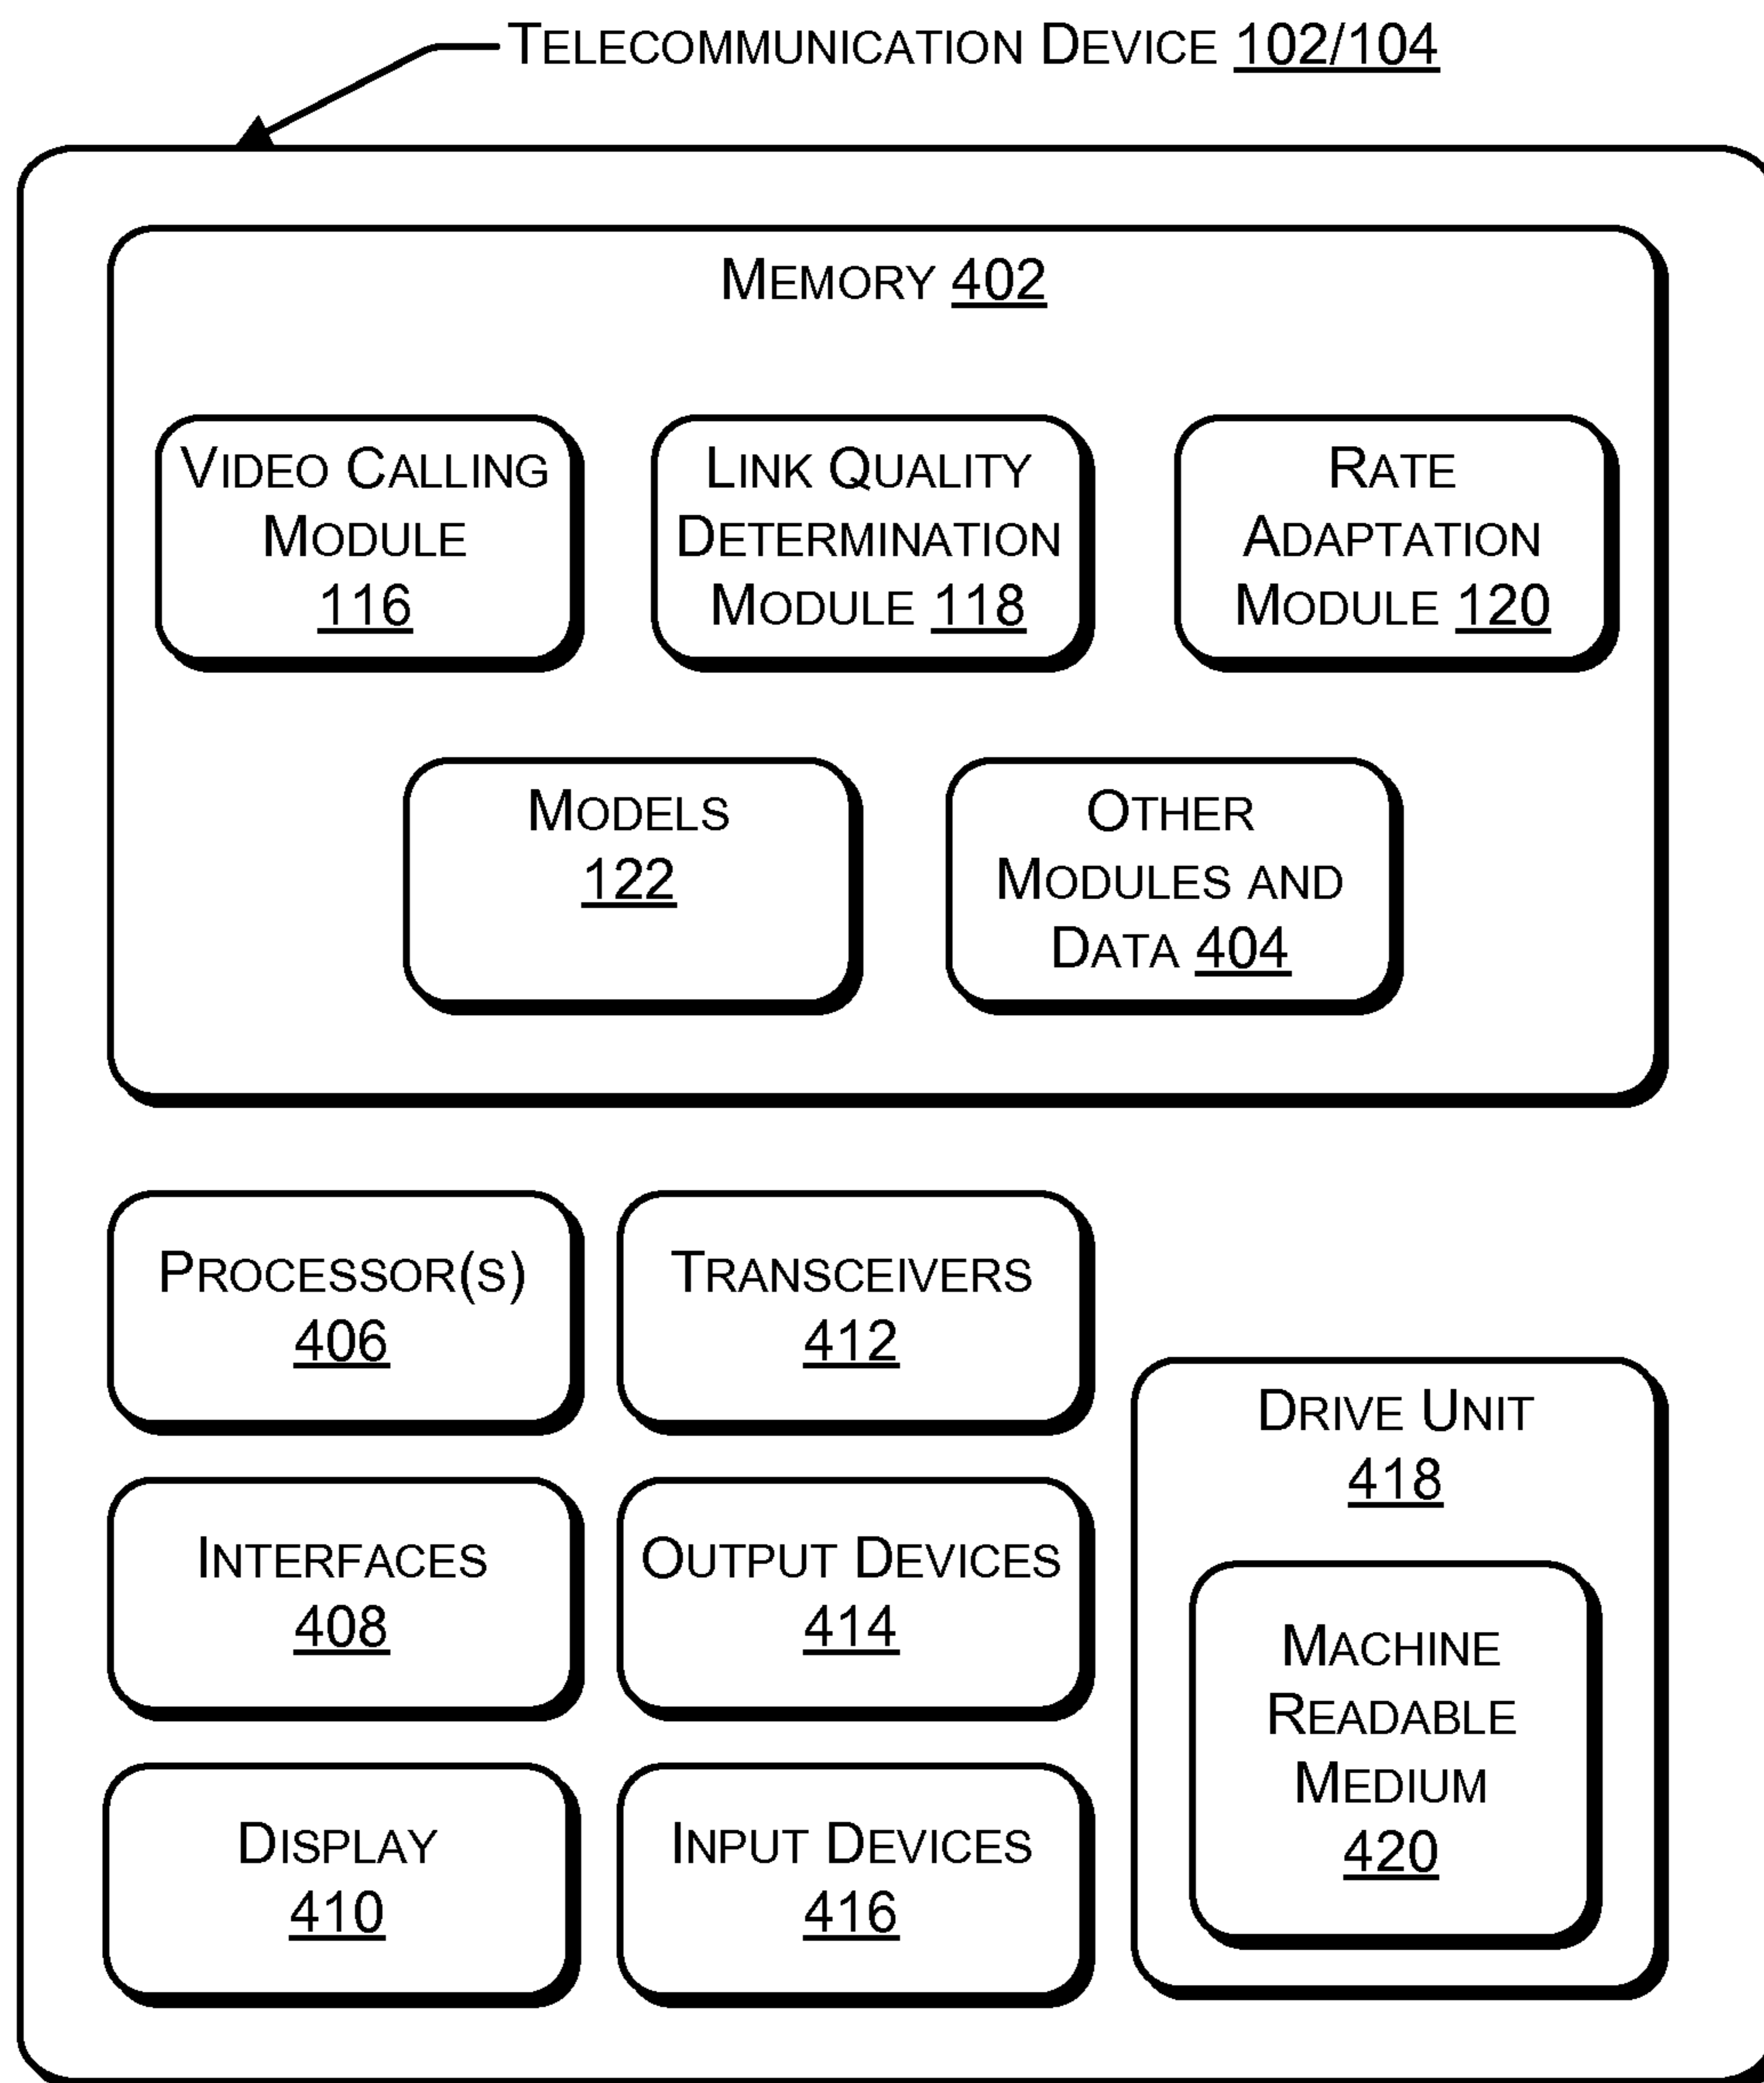 TELECOMMUNICATION DEVICE 102/104
MEMORY 402
VIDEO CALLING
MODULE
116
LINK QUALITY
DETERMINATION
MODULE 118
RATE
ADAPTATION
MODULE 120
MODELS
122
OTHER
MODULES AND
DATA 404
PROCESSOR(S)
406
TRANSCEIVERS
412
INTERFACES
408
OUTPUT DEVICES
414
DISPLAY
410
INPUT DEVICES
416
DRIVE UNIT
418
MACHINE
READABLE
MEDIUM
420